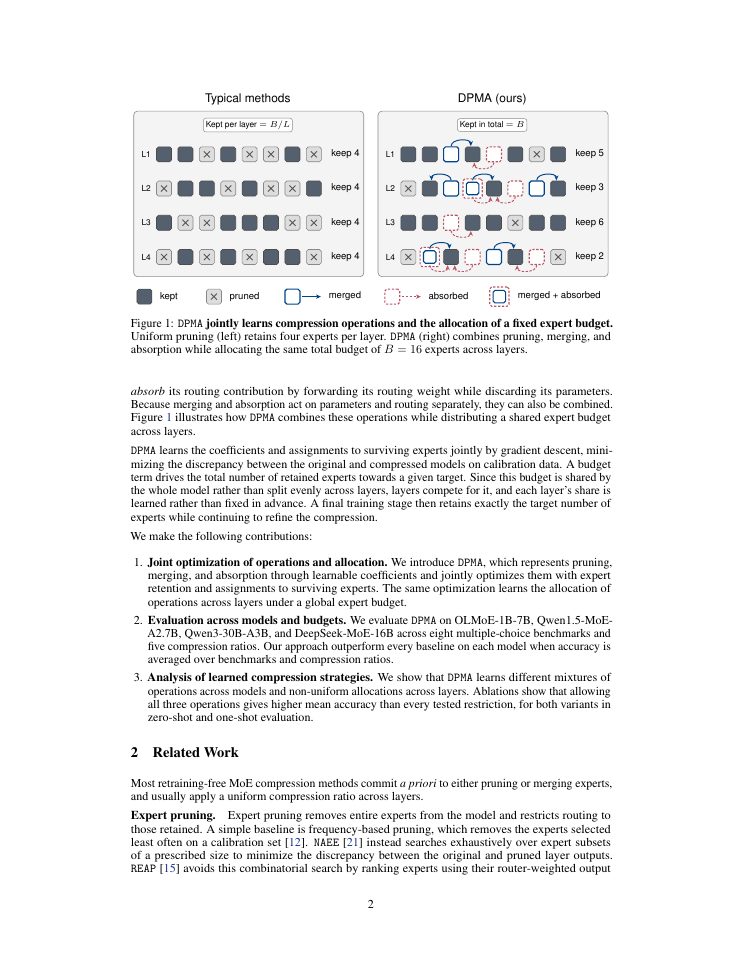 Typical methods
DPMA (ours)
Kept per layer = B/L
Kept in total = B
L1 keep 4
L2 keep 4
L3 keep 4
L4 keep 4
L1 keep 5
L2 keep 3
L3 keep 6
L4 keep 2
kept pruned merged absorbed merged + absorbed
Figure 1: DPMA jointly learns compression operations and the allocation of a fixed expert budget.
Uniform pruning (left) retains four experts per layer. DPMA (right) combines pruning, merging, and
absorption while allocating the same total budget of B = 16 experts across layers.
absorb its routing contribution by forwarding its routing weight while discarding its parameters.
Because merging and absorption act on parameters and routing separately, they can also be combined.
Figure 1 illustrates how DPMA combines these operations while distributing a shared expert budget
across layers.
DPMA learns the coefficients and assignments to surviving experts jointly by gradient descent, mini-
mizing the discrepancy between the original and compressed models on calibration data. A budget
term drives the total number of retained experts towards a given target. Since this budget is shared by
the whole model rather than split evenly across layers, layers compete for it, and each layer's share is
learned rather than fixed in advance. A final training stage then retains exactly the target number of
experts while continuing to refine the compression.
We make the following contributions:
1. Joint optimization of operations and allocation. We introduce DPMA, which represents pruning,
merging, and absorption through learnable coefficients and jointly optimizes them with expert
retention and assignments to surviving experts. The same optimization learns the allocation of
operations across layers under a global expert budget.
2. Evaluation across models and budgets. We evaluate DPMA on OLMoE-1B-7B, Qwen1.5-MoE-
A2.7B, Qwen3-30B-A3B, and DeepSeek-MoE-16B across eight multiple-choice benchmarks and
five compression ratios. Our approach outperform every baseline on each model when accuracy is
averaged over benchmarks and compression ratios.
3. Analysis of learned compression strategies. We show that DPMA learns different mixtures of
operations across models and non-uniform allocations across layers. Ablations show that allowing
all three operations gives higher mean accuracy than every tested restriction, for both variants in
zero-shot and one-shot evaluation.
2 Related Work
Most retraining-free MoE compression methods commit a priori to either pruning or merging experts,
and usually apply a uniform compression ratio across layers.
Expert pruning. Expert pruning removes entire experts from the model and restricts routing to
those retained. A simple baseline is frequency-based pruning, which removes the experts selected
least often on a calibration set [12]. NAEE [21] instead searches exhaustively over expert subsets
of a prescribed size to minimize the discrepancy between the original and pruned layer outputs.
REAP [15] avoids this combinatorial search by ranking experts using their router-weighted output
2